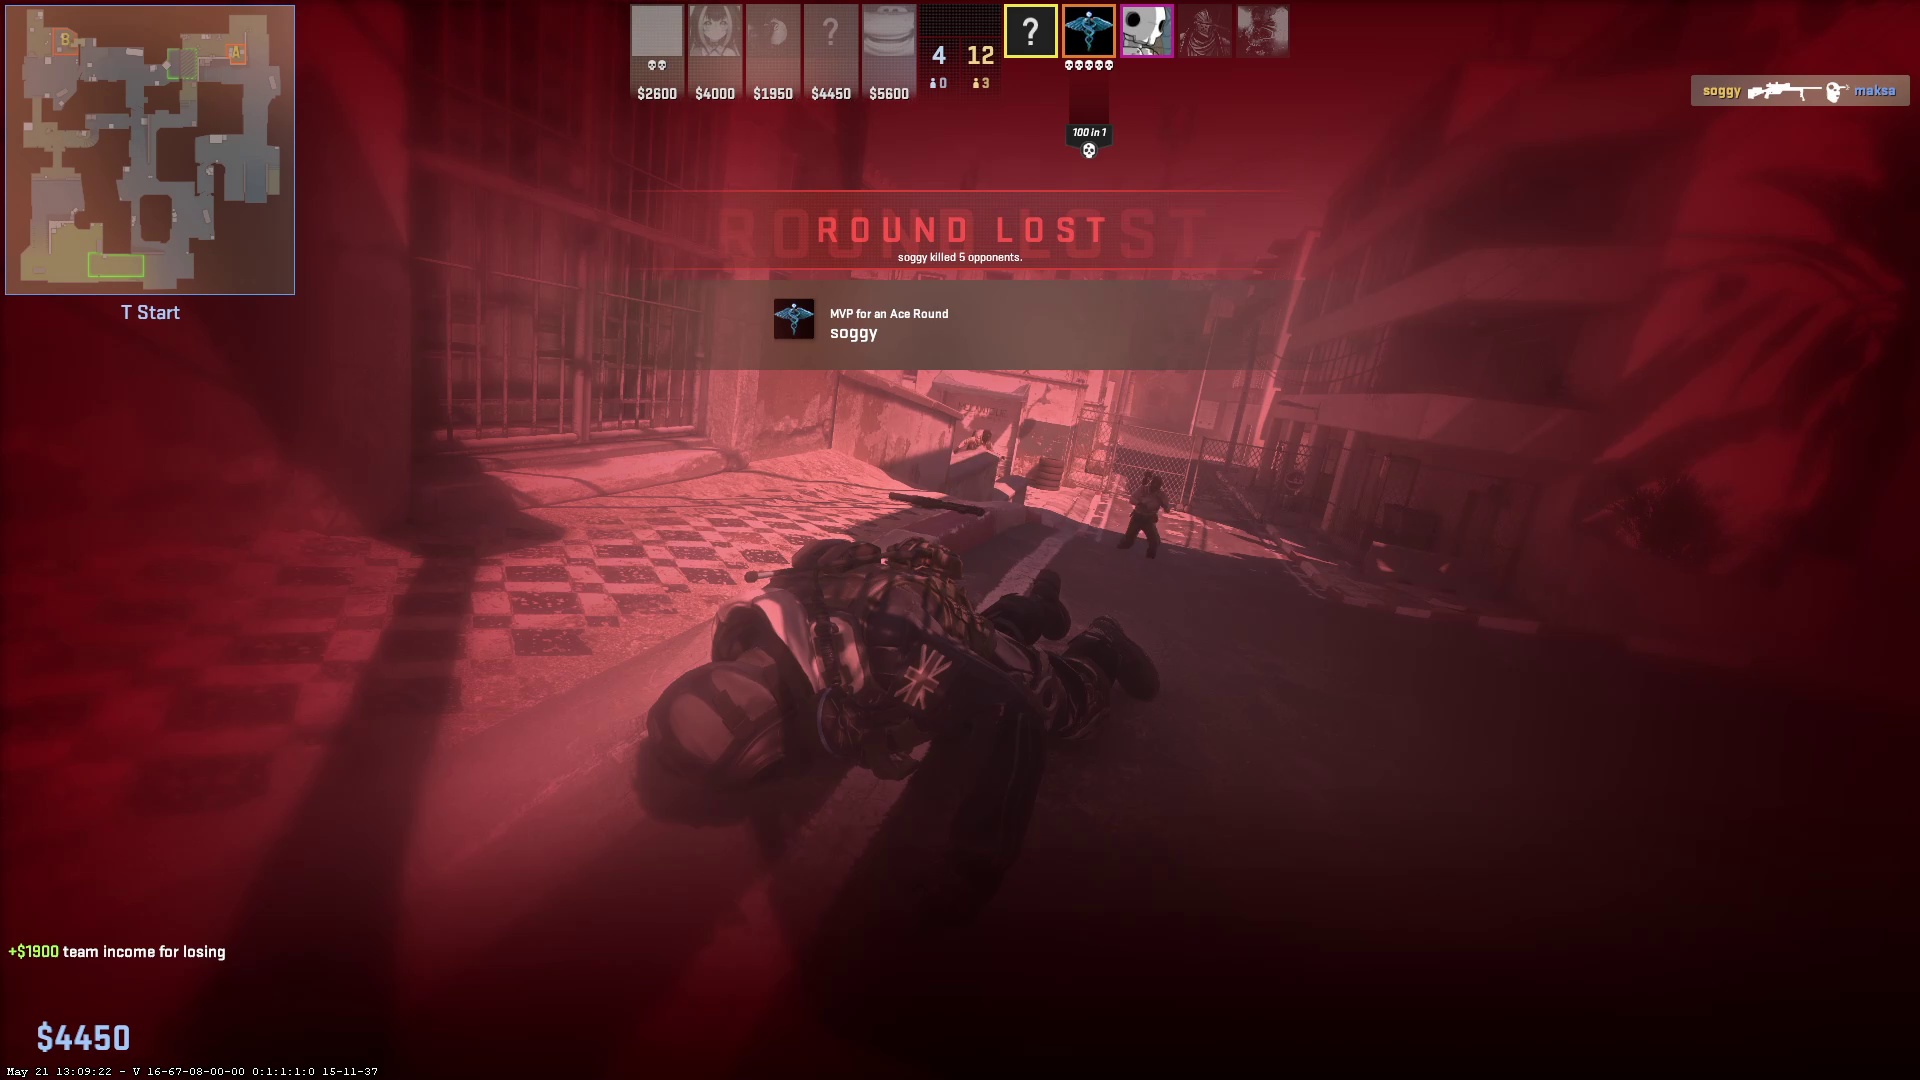 B
A
T Start
?
$2600
$4000
$1950
$4450
$5600
4
12
0
3
?
100 in 1
soggy
maksa
ROUND LOST
soggy killed 5 opponents.
MVP for an Ace Round
soggy
+$1900 team income for losing
$4450
May 21 13:09:22 - V 16-67-08-00-00 0:1:1:1:0 15-11-37